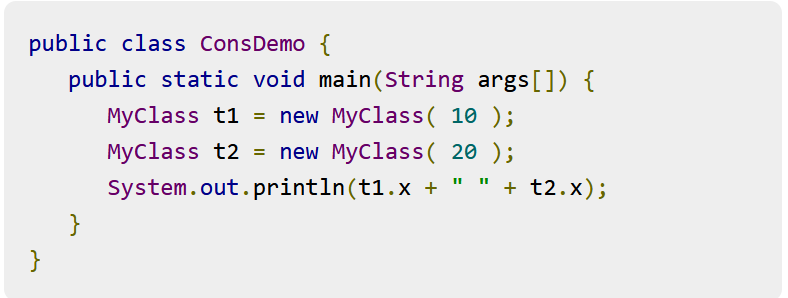 public class ConsDemo {
   public static void main(String args[]) {
      MyClass t1 = new MyClass( 10 );
      MyClass t2 = new MyClass( 20 );
      System.out.println(t1.x + " " + t2.x);
   }
}